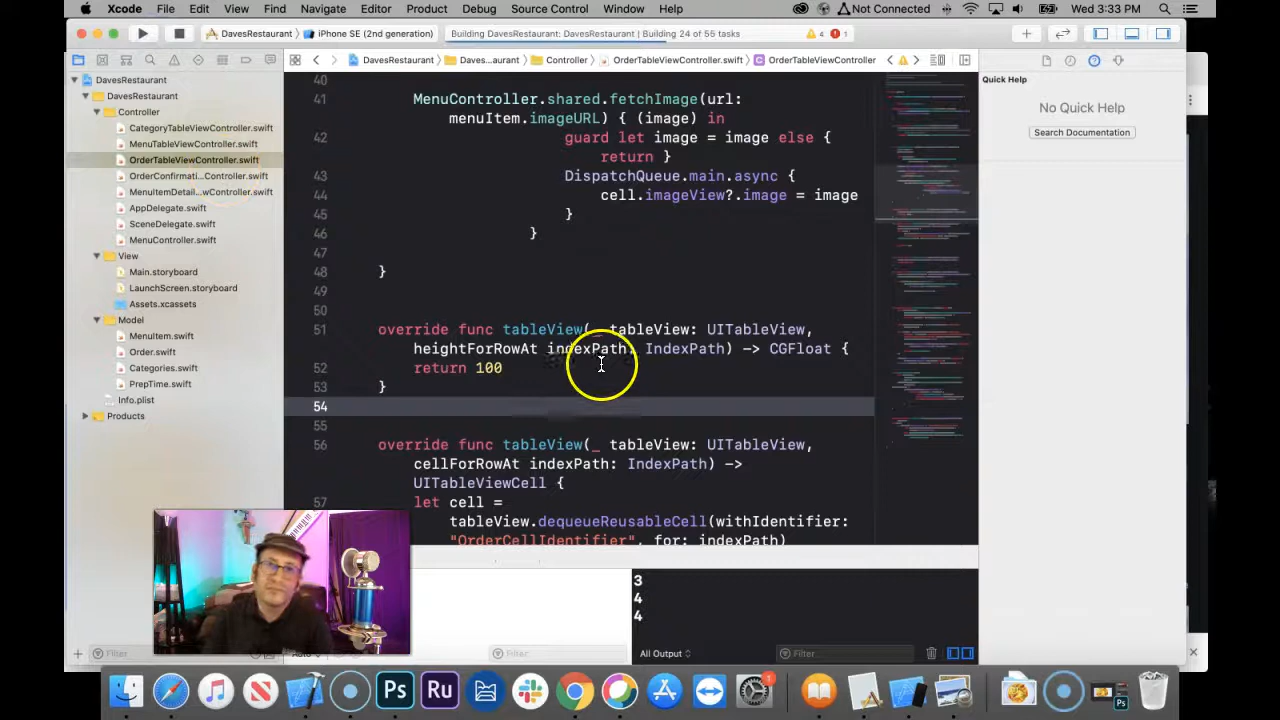 Xcode File Edit View Find Navigate Editor Product Debug Source Control Window Help Not Connected Wed 3:33 PM
DavesRestaurant iPhone SE (2nd generation) Building DavesRestaurant: DavesRestaurant | Building 24 of 55 tasks 4 1
DavesRestaurant Daves...aurant Controller OrderTableViewController.swift OrderTableViewController
DavesRestaurant
DavesRestaurant
Controller
CategoryTableViewController.swift
MenuTableViewController.swift
OrderTableViewController.swift
OrderConfirmati...Controller.swift
MenuItemDetail...wController.swift
AppDelegate.swift
SceneDelegate.swift
MenuController.swift
View
Main.storyboard
LaunchScreen.storyboard
Assets.xcassets
Model
MenuItem.swift
Order.swift
Categories.swift
PrepTime.swift
Info.plist
Products
Filter
40
41 MenuController.shared.fetchImage(url:
menuItem.imageURL) { (image) in
42 guard let image = image else {
return }
43 DispatchQueue.main.async {
44 cell.imageView?.image = image
45 }
46 }
47
48 }
49
50
51 override func tableView(_ tableView: UITableView,
heightForRowAt indexPath: IndexPath) -> CGFloat {
52 return 100
53 }
54
55
56 override func tableView(_ tableView: UITableView,
cellForRowAt indexPath: IndexPath) ->
UITableViewCell {
57 let cell =
tableView.dequeueReusableCell(withIdentifier:
"OrderCellIdentifier", for: indexPath)
3
4
4
Auto Filter All Output Filter
Quick Help
No Quick Help
Search Documentation
Ps Ru 1 Ps